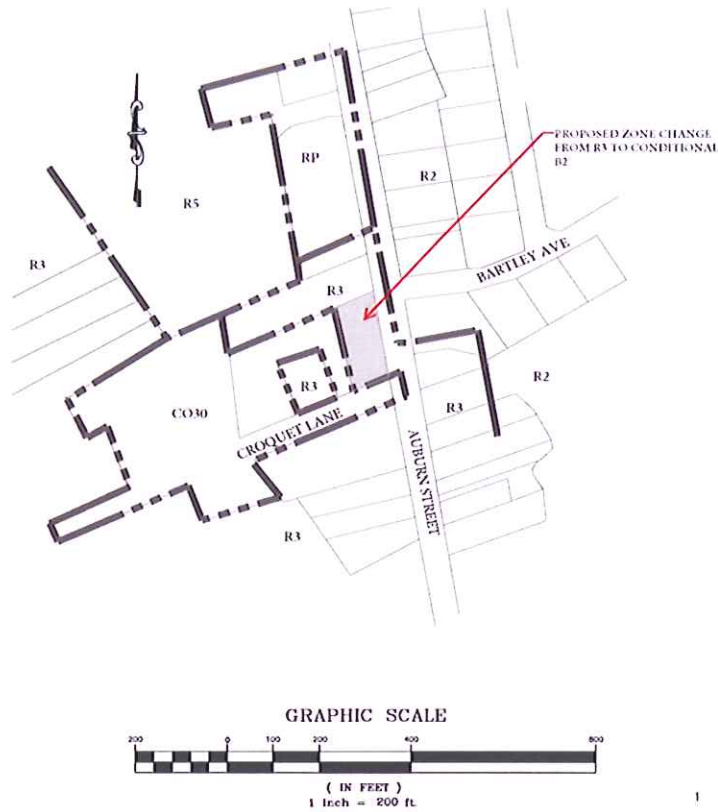 PROPOSED ZONE CHANGE
FROM R3 TO CONDITIONAL
B2
RP
R2
R5
R3
BARTLEY AVE
R3
R3
R2
CO30
R3
CROQUET LANE
AUBURN STREET
R3
GRAPHIC SCALE
200 0 100 200 400 800
( IN FEET )
1 Inch = 200 ft.
1